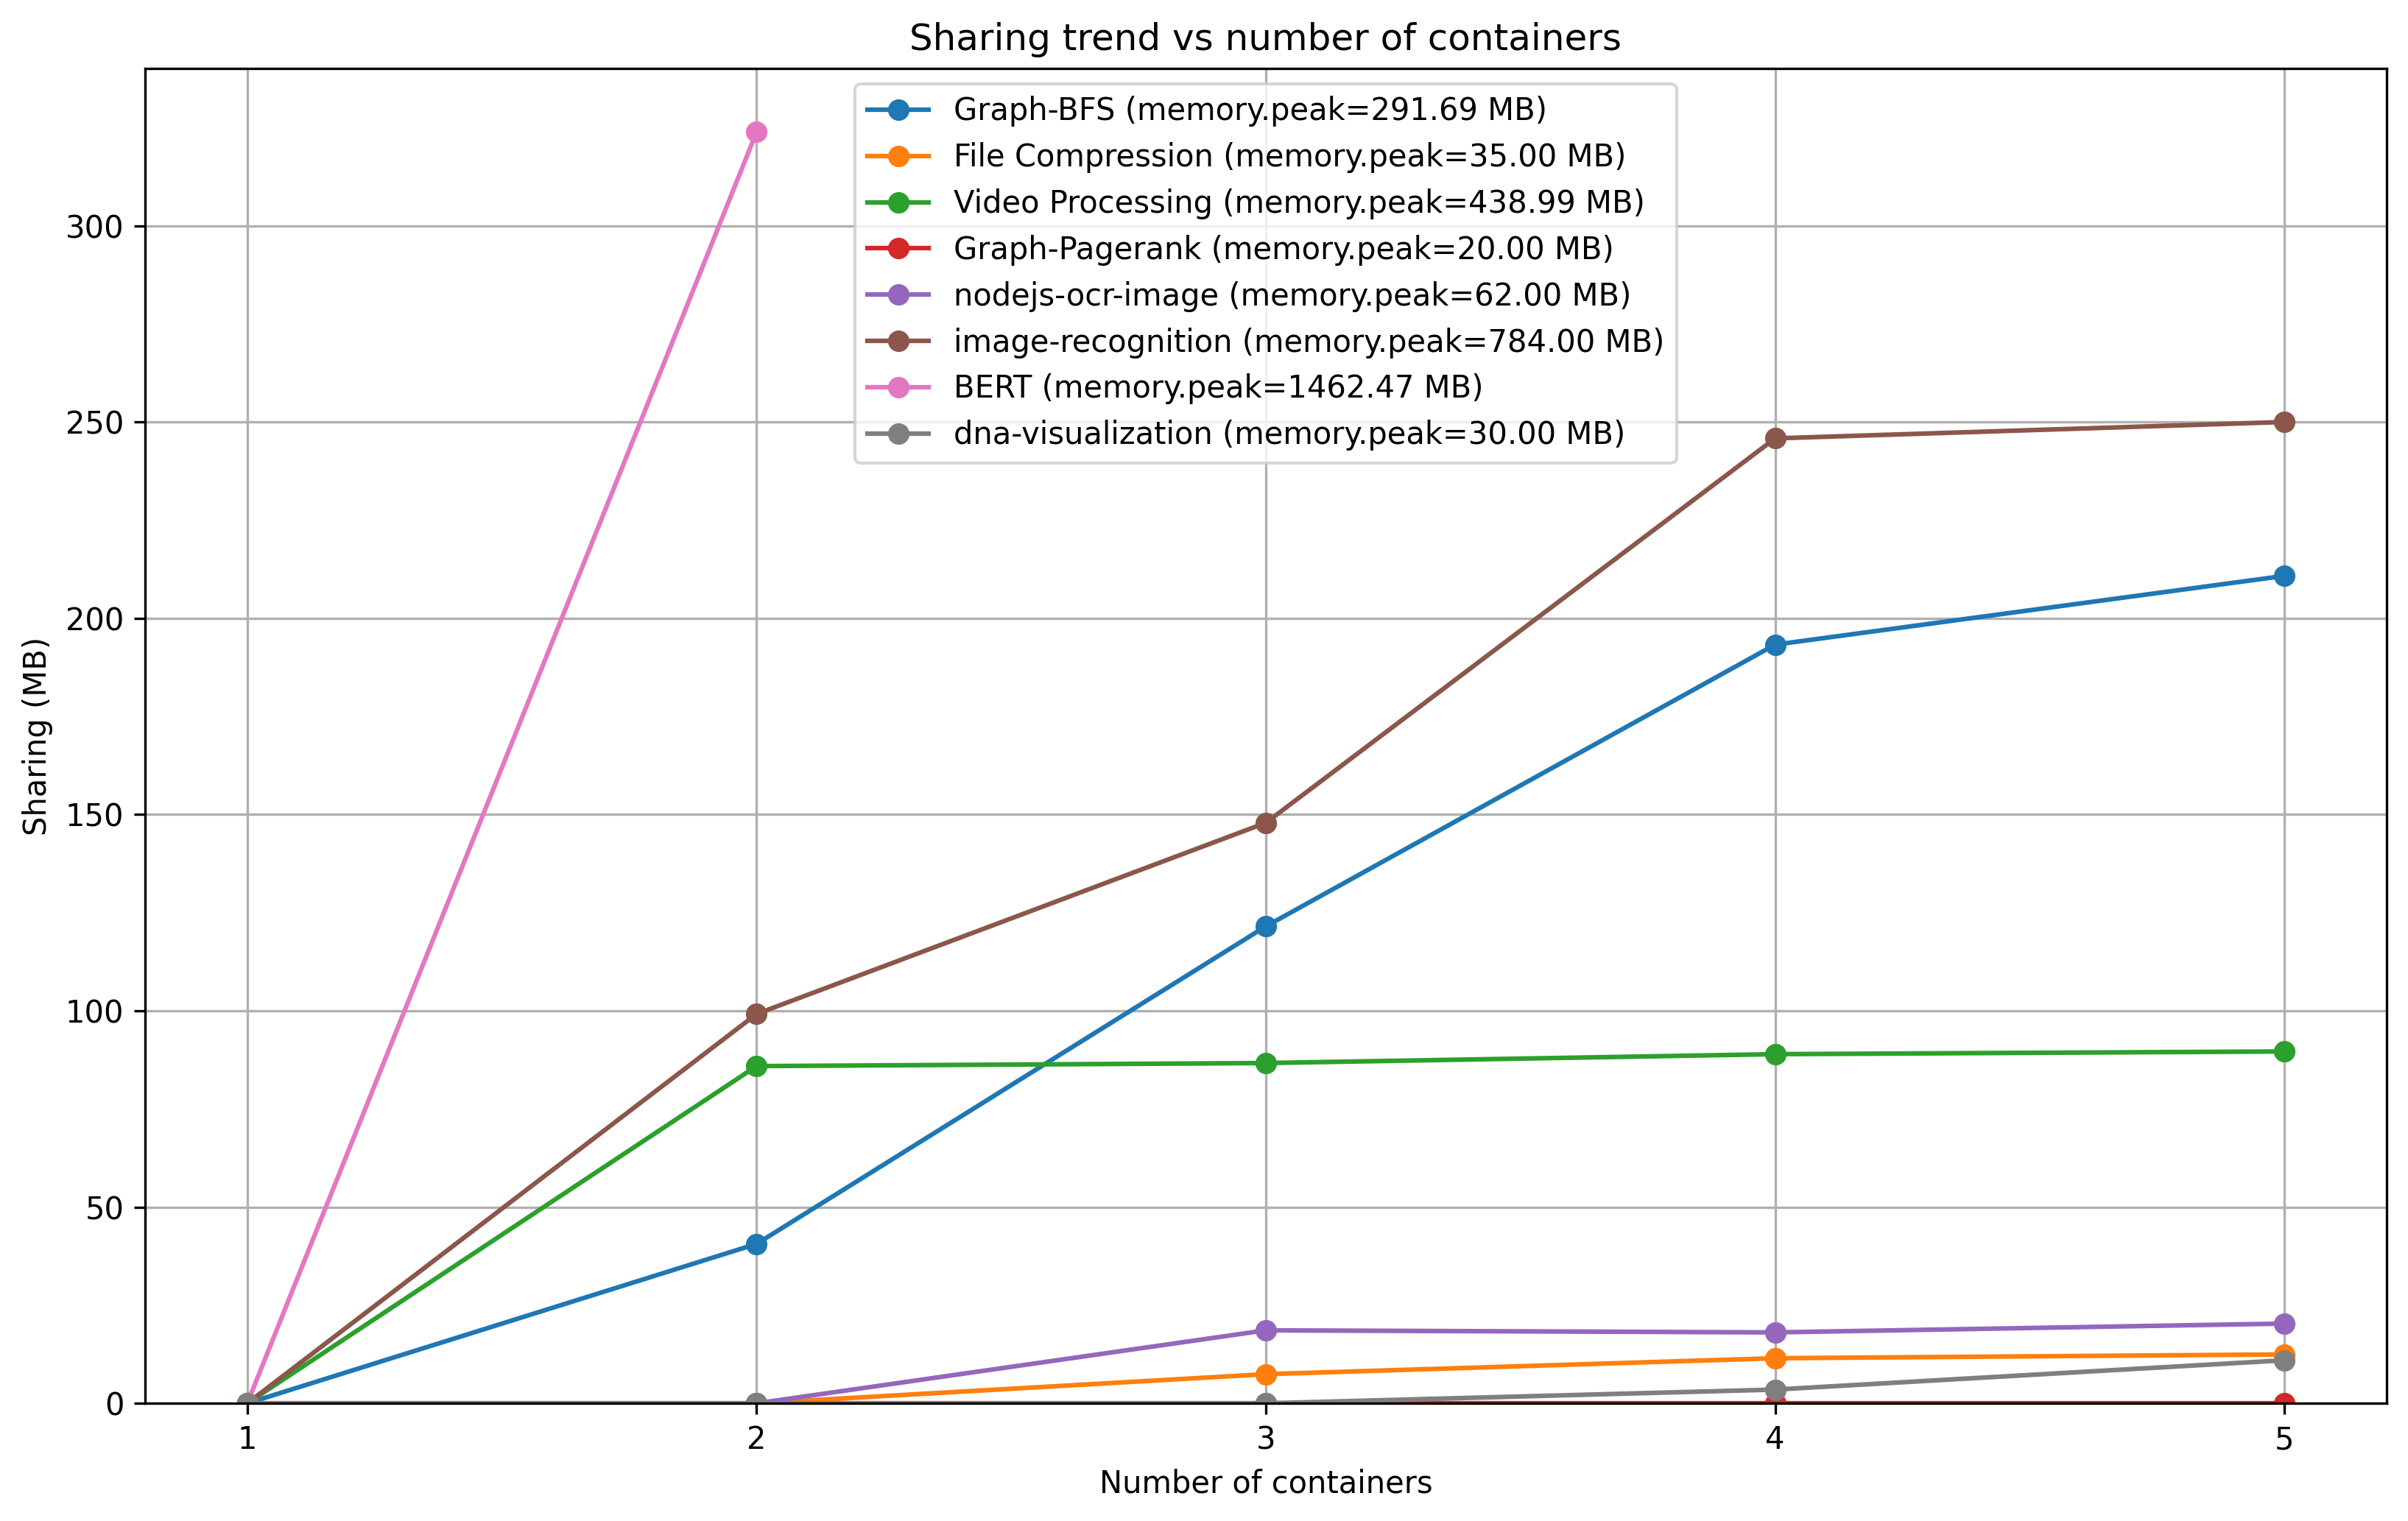 Sharing trend vs number of containers
Graph-BFS (memory.peak=291.69 MB)
File Compression (memory.peak=35.00 MB)
Video Processing (memory.peak=438.99 MB)
Graph-Pagerank (memory.peak=20.00 MB)
nodejs-ocr-image (memory.peak=62.00 MB)
image-recognition (memory.peak=784.00 MB)
BERT (memory.peak=1462.47 MB)
dna-visualization (memory.peak=30.00 MB)
Sharing (MB)
300
250
200
150
100
50
0
1 2 3 4 5
Number of containers